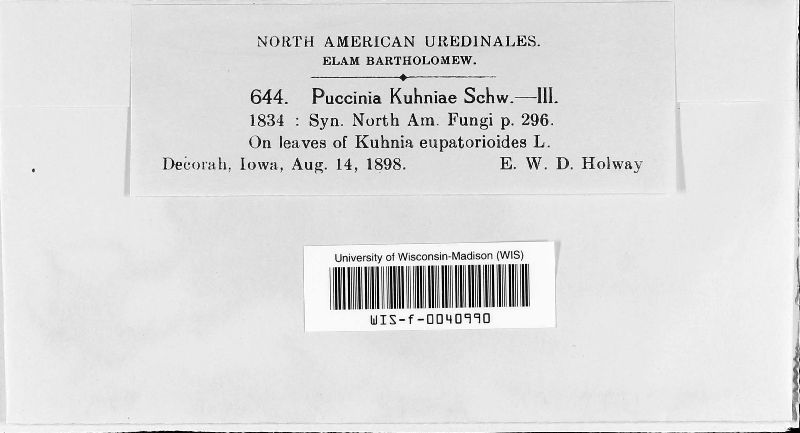 NORTH AMERICAN UREDINALES.
ELAM BARTHOLOMEW.
644. Puccinia Kuhniae Schw.—III.
1834 : Syn. North Am. Fungi p. 296.
On leaves of Kuhnia eupatorioides L.
Decorah, Iowa, Aug. 14, 1898. E. W. D. Holway
University of Wisconsin-Madison (WIS)
WIS-f-0040990